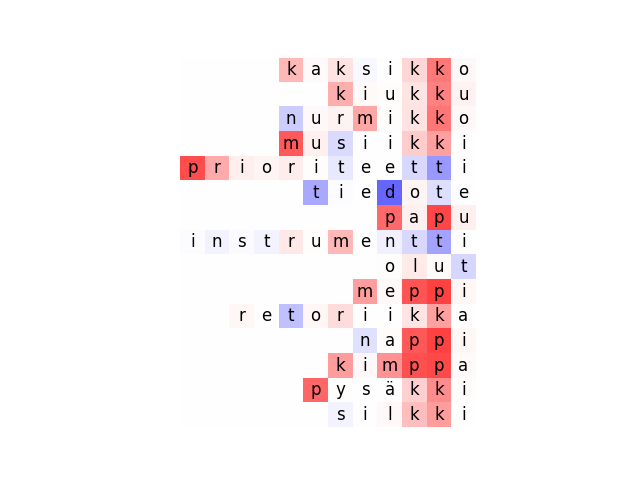 kaksikko
kiukku
nurmikko
musiikki
prioriteetti
tiedote
papu
instrumentti
olut
meppi
retoriikka
nappi
kimppa
pysäkki
silkki